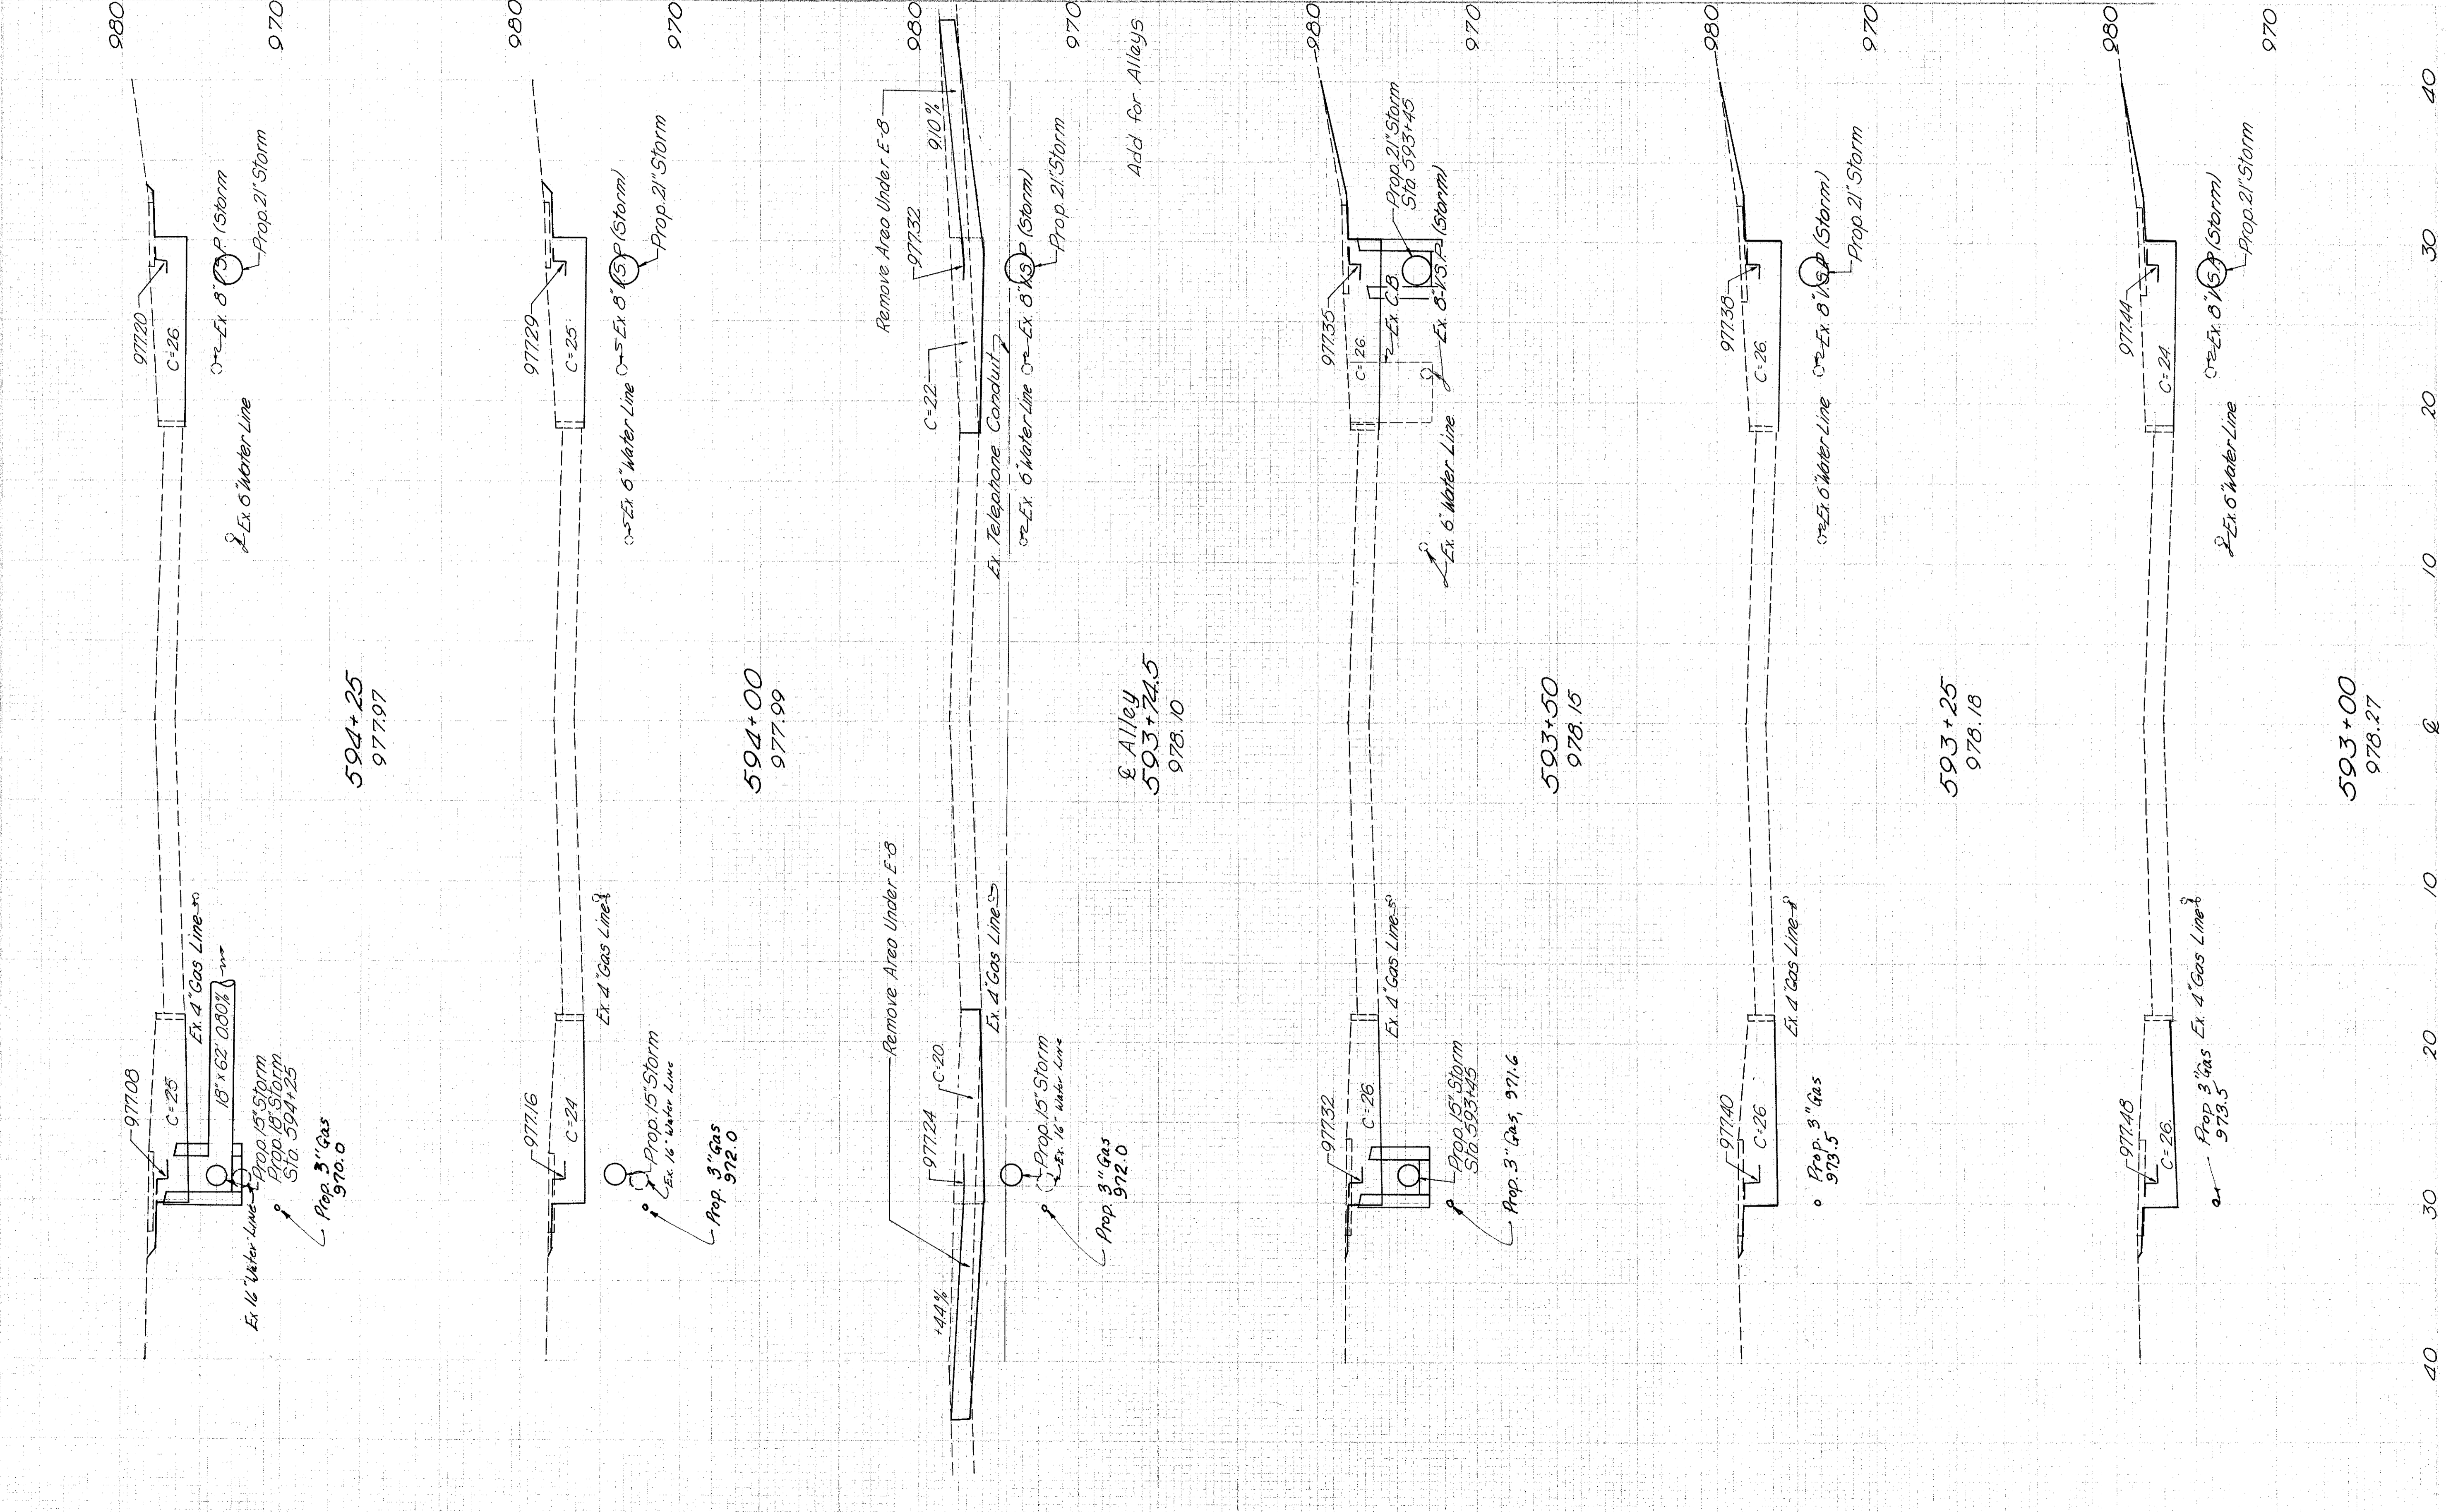 980
970
977.20
C=26
Ex. 8" V.S.P. (Storm
Prop. 21" Storm
Ex. 6" Water Line
594+25
977.97
Ex. 4" Gas Line
977.08
C=25
18" x 62' 0.80%
Prop. 15" Storm
Prop. 18" Storm
Sta. 594+25
Ex 16" Water Line
Prop. 3" Gas
970.0
980
970
977.29
C=25
Ex. 8" V.S.P. (Storm)
Prop. 21" Storm
Ex. 6" Water Line
594+00
977.99
Ex. 4" Gas Line
977.16
C=24
Prop. 15" Storm
Ex. 16" Water Line
Prop. 3" Gas
972.0
980
970
Add for Alleys
Remove Area Under E-8
9.10%
977.32
C=22
Ex. 8" V.S.P. (Storm)
Prop. 21" Storm
Ex. Telephone Conduit
Ex. 6" Water Line
℄ Alley
593+74.5
978.10
Remove Area Under E-8
Ex. 4" Gas Line
C=20
977.24
+4.4%
Prop. 15" Storm
Ex. 16" Water Line
Prop. 3" Gas
972.0
980
970
Prop. 21" Storm
Sta. 593+45
977.35
C=26
Ex. C.B.
Ex. 8" V.S.P. (Storm)
Ex. 6" Water Line
593+50
978.15
Ex. 4" Gas Line
977.32
C=26
Prop. 15" Storm
Sta. 593+45
Prop. 3" Gas, 971.6
980
970
977.38
C=26
Ex. 8" V.S.P. (Storm)
Prop. 21" Storm
Ex. 6" Water Line
593+25
978.18
Ex. 4" Gas Line
977.40
C=26
Prop. 3" Gas
973.5
980
970
977.44
C=24
Ex. 8" V.S.P. (Storm)
Prop. 21" Storm
Ex. 6" Water Line
593+00
978.27
Ex. 4" Gas Line
977.48
C=26
Prop 3" Gas
973.5
40
30
20
10
℄
10
20
30
40